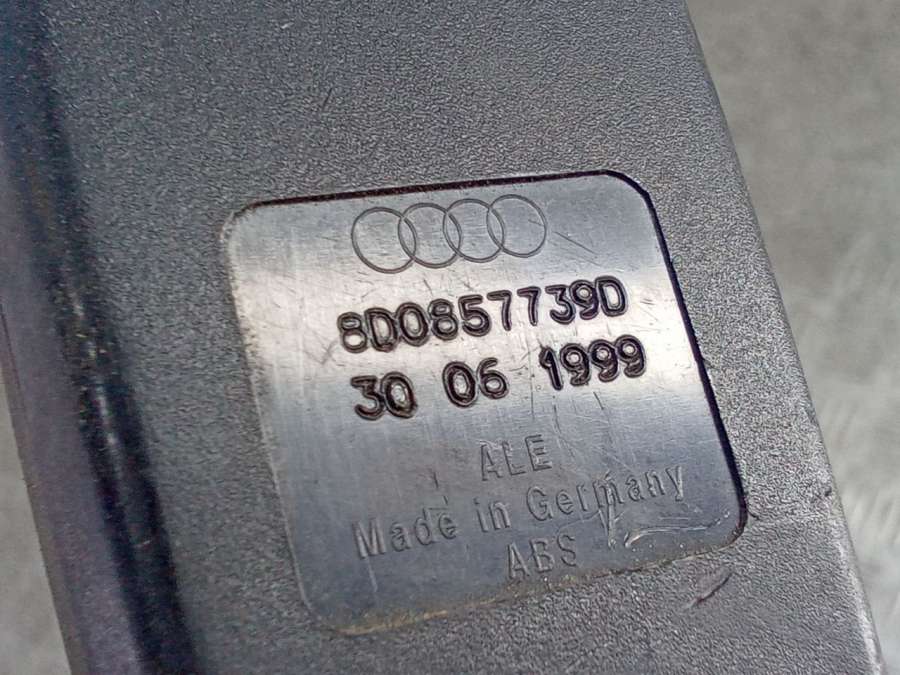 8D0857739D
30 06 1999
ALE
Made in Germany
ABS